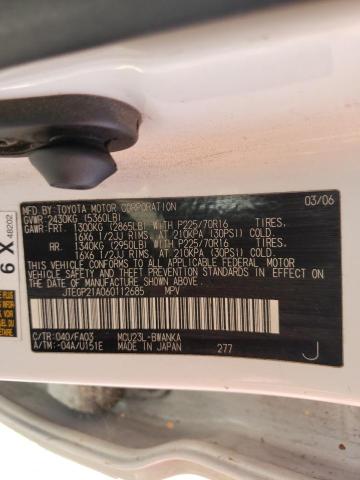 MFD. BY: TOYOTA MOTOR CORPORATION 03/06
GVWR: 2430KG (5360LB)
GAWR: FRT. 1300KG (2865LB) WITH P225/70R16 TIRES.
16X6 1/2JJ RIMS. AT 210KPA (30PSI) COLD
RR. 1340KG (2950LB) WITH P225/70R16 TIRES.
16X6 1/2JJ RIMS. AT 210KPA (30PSI) COLD
THIS VEHICLE CONFORMS TO ALL APPLICABLE FEDERAL MOTOR
VEHICLE SAFETY AND BUMPER STANDARDS IN EFFECT ON THE DATE
OF MANUFACTURE SHOWN ABOVE.
JTEGP21A060112685 MPV
C/TR: 040/FA03 MCU23L-BWANKA
A/TM: -04A/U151E MADE IN JAPAN 277 J
6 X
48202